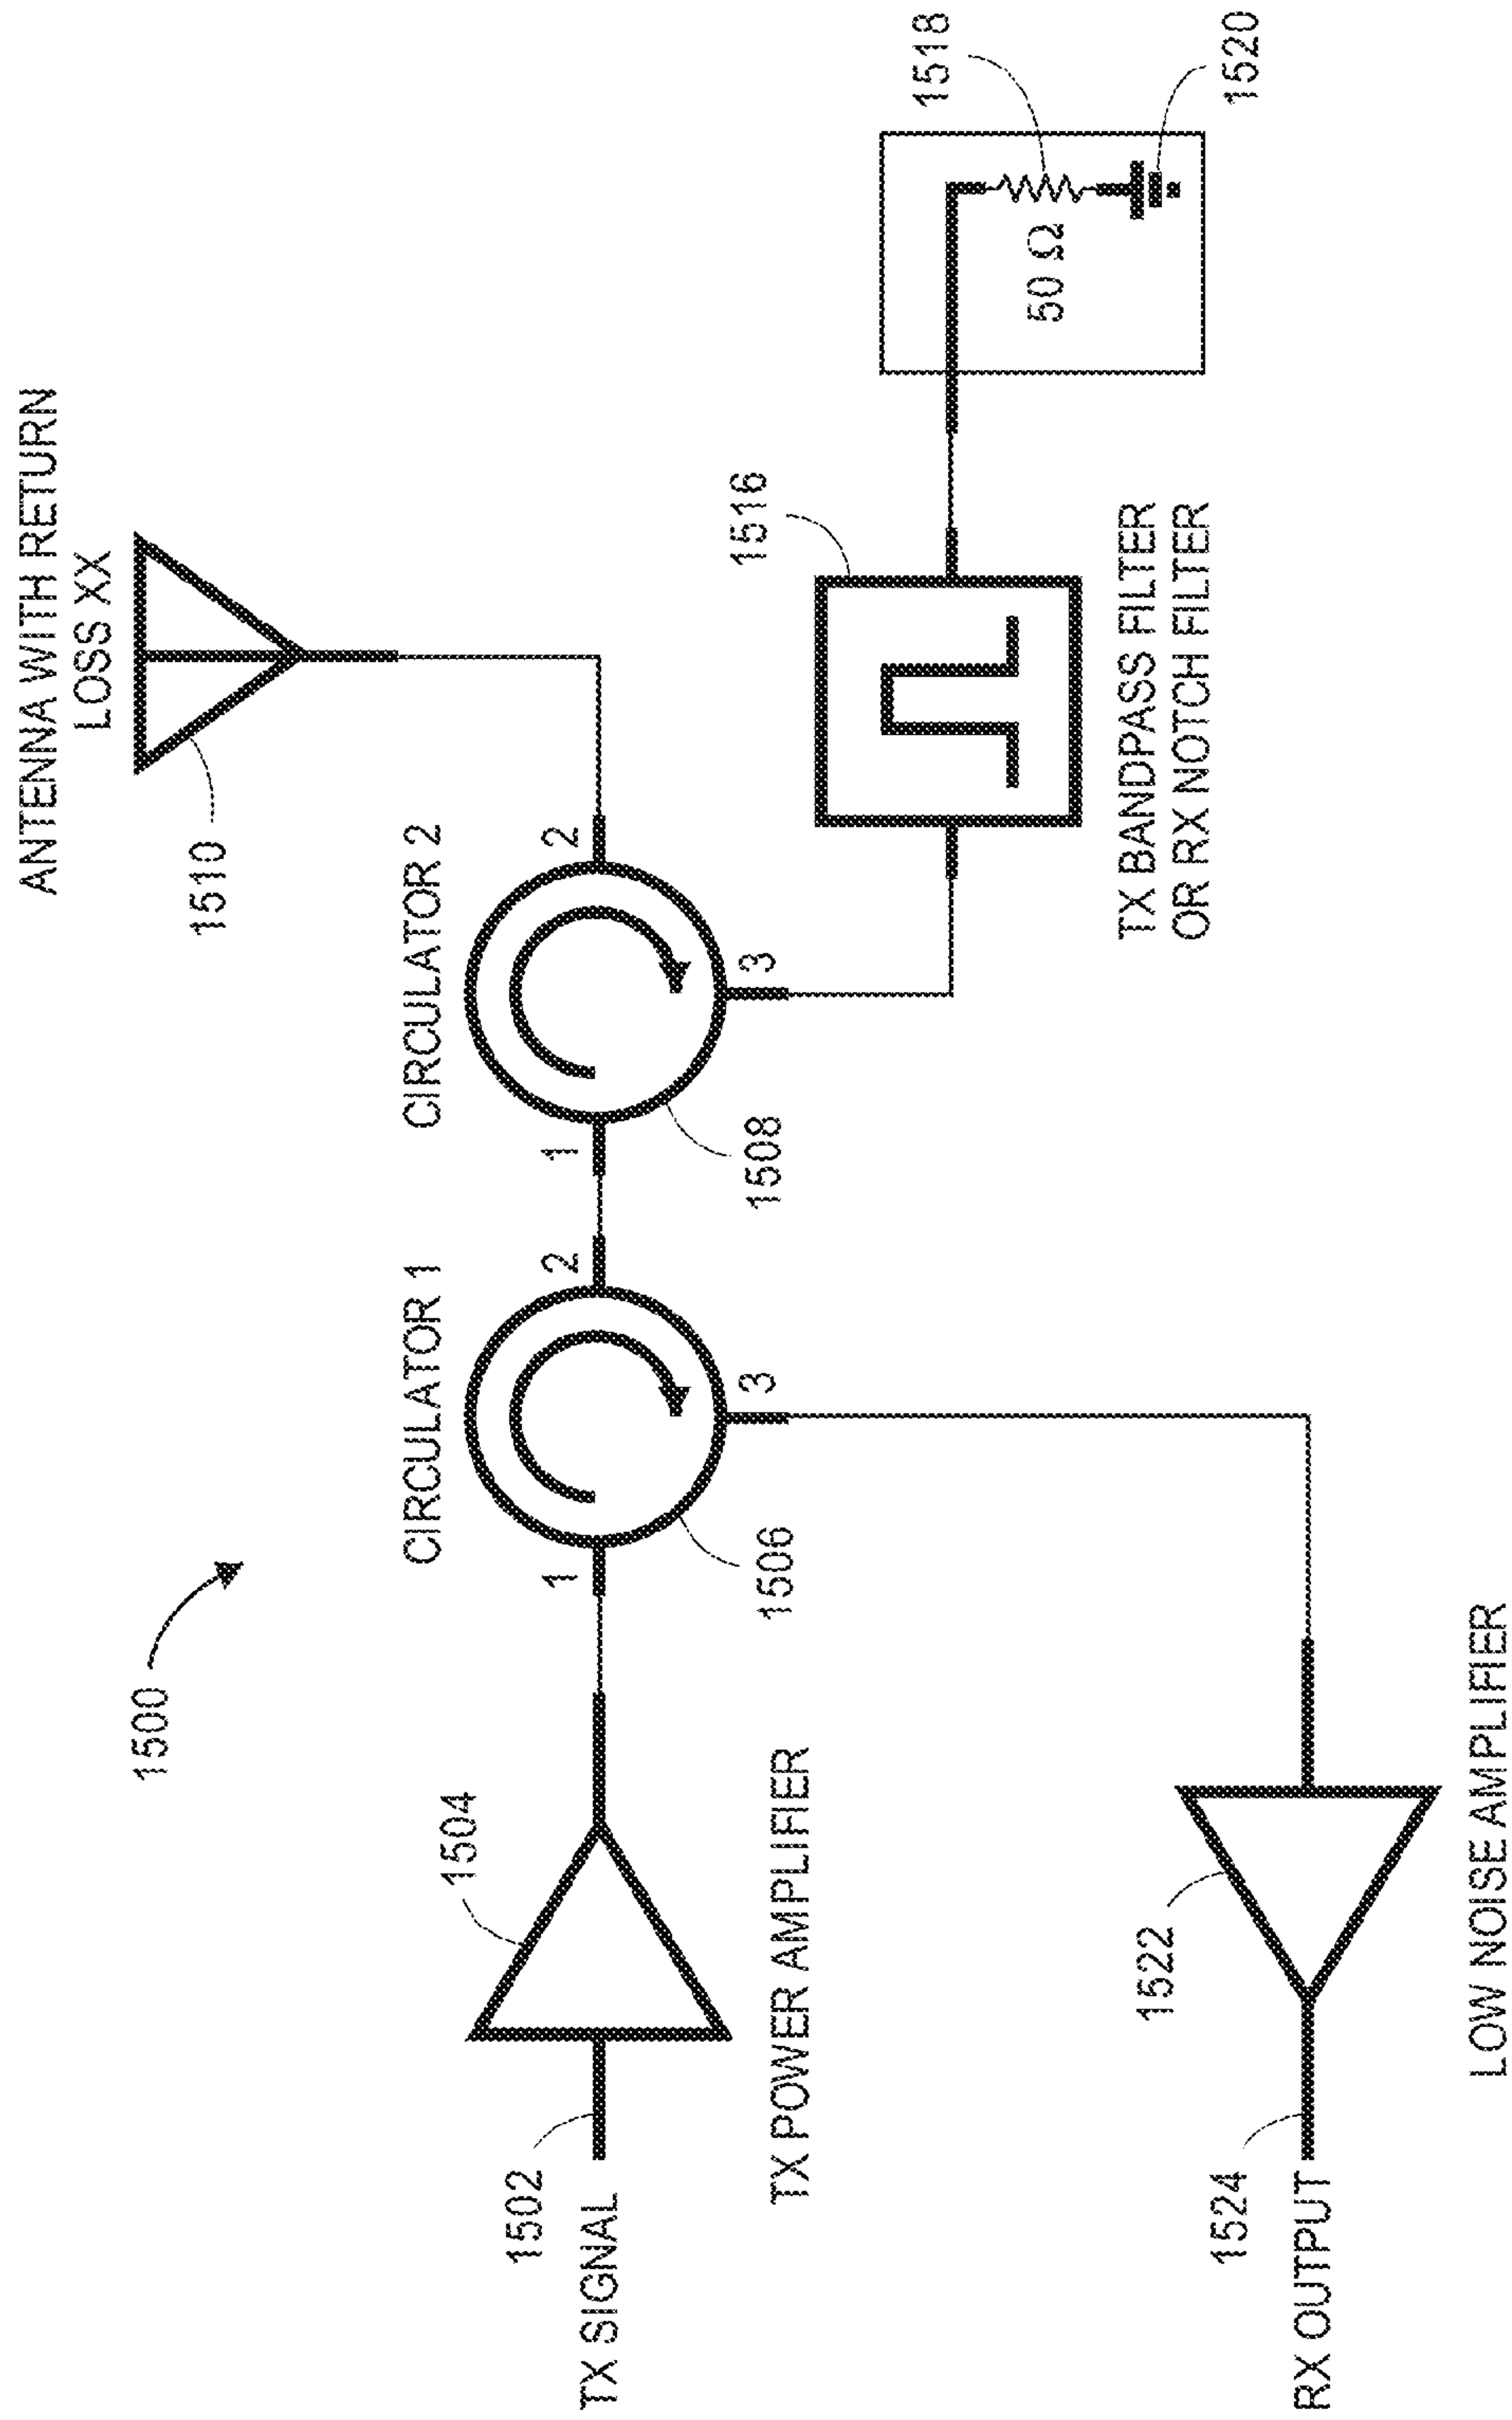 1500
ANTENNA WITH RETURN
LOSS XX
1510
CIRCULATOR 1
CIRCULATOR 2
1504
1502
TX SIGNAL
TX POWER AMPLIFIER
1
2
3
1506
1
2
3
1508
1516
TX BANDPASS FILTER
OR RX NOTCH FILTER
50 Ω
1518
1520
1522
1524
RX OUTPUT
LOW NOISE AMPLIFIER